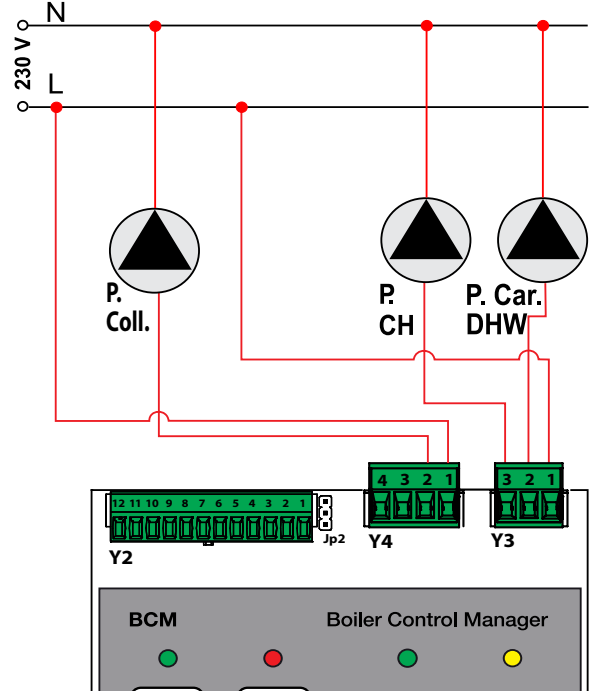 N
230 V
L
P.
Coll.
P.
CH
P. Car.
DHW
4 3 2 1
3 2 1
12 11 10 9 8 7 6 5 4 3 2 1
Jp2
Y4
Y3
Y2
BCM
Boiler Control Manager